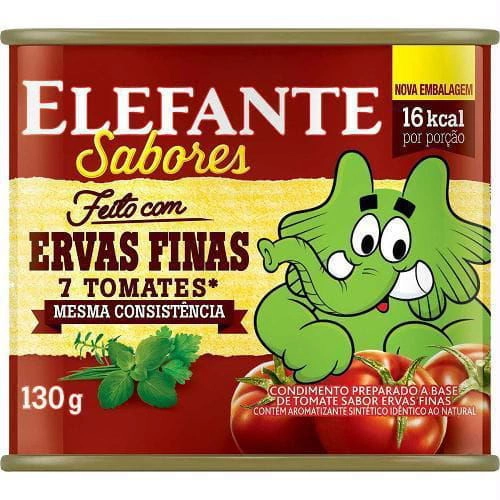 NOVA EMBALAGEM
ELEFANTE
16 kcal
por porção
Sabores
Feito com
ERVAS FINAS
7 TOMATES*
MESMA CONSISTÊNCIA
130 g
CONDIMENTO PREPARADO A BASE
DE TOMATE SABOR ERVAS FINAS
CONTÉM AROMATIZANTE SINTÉTICO IDÊNTICO AO NATURAL